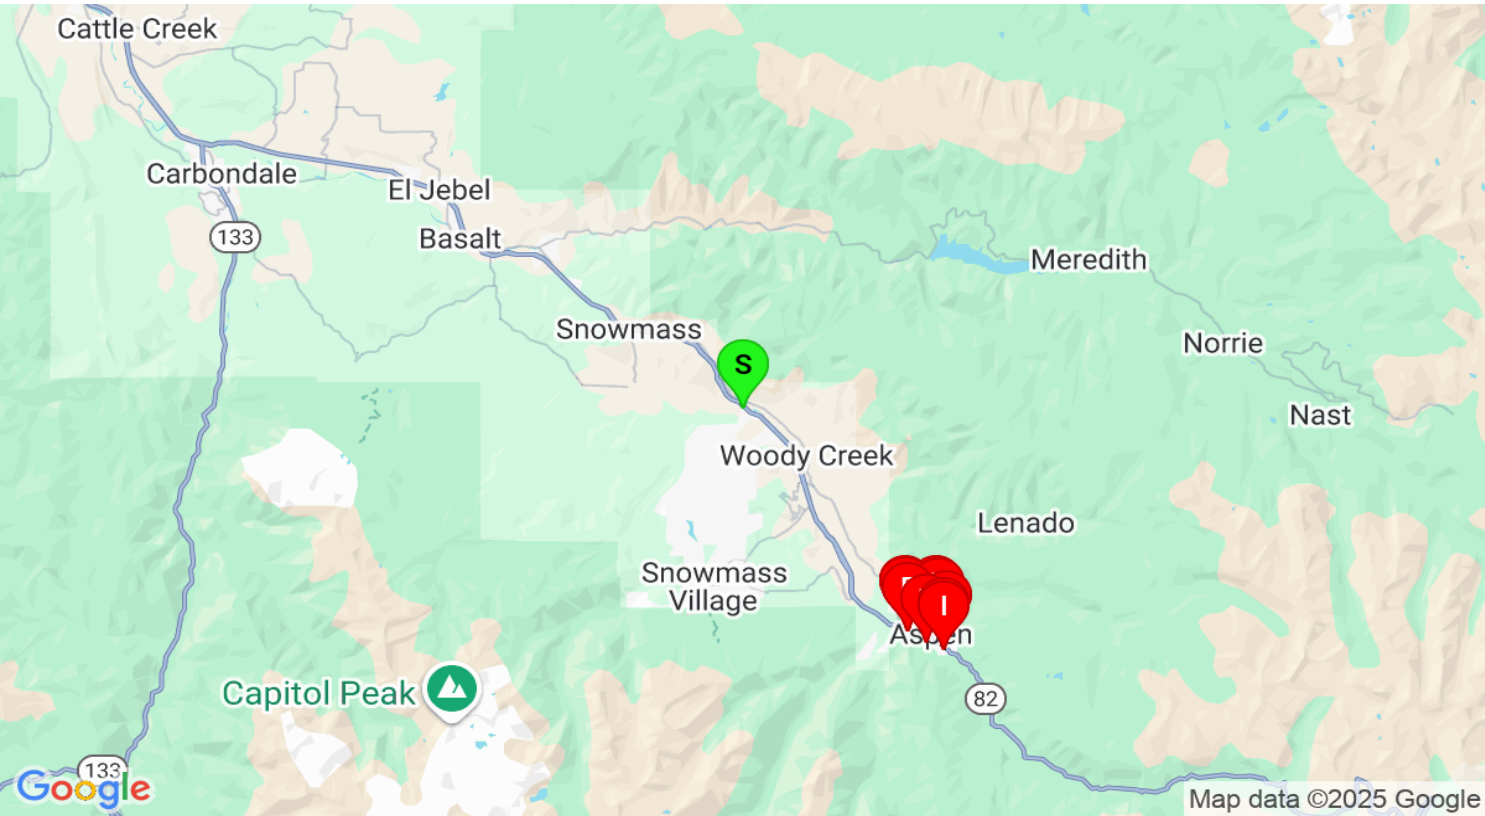 Cattle Creek
Carbondale
El Jebel
133
Basalt
Meredith
Snowmass
Norrie
S
Nast
Woody Creek
Lenado
Snowmass
Village
I
Aspen
Capitol Peak
82
133
Google
Map data ©2025 Google